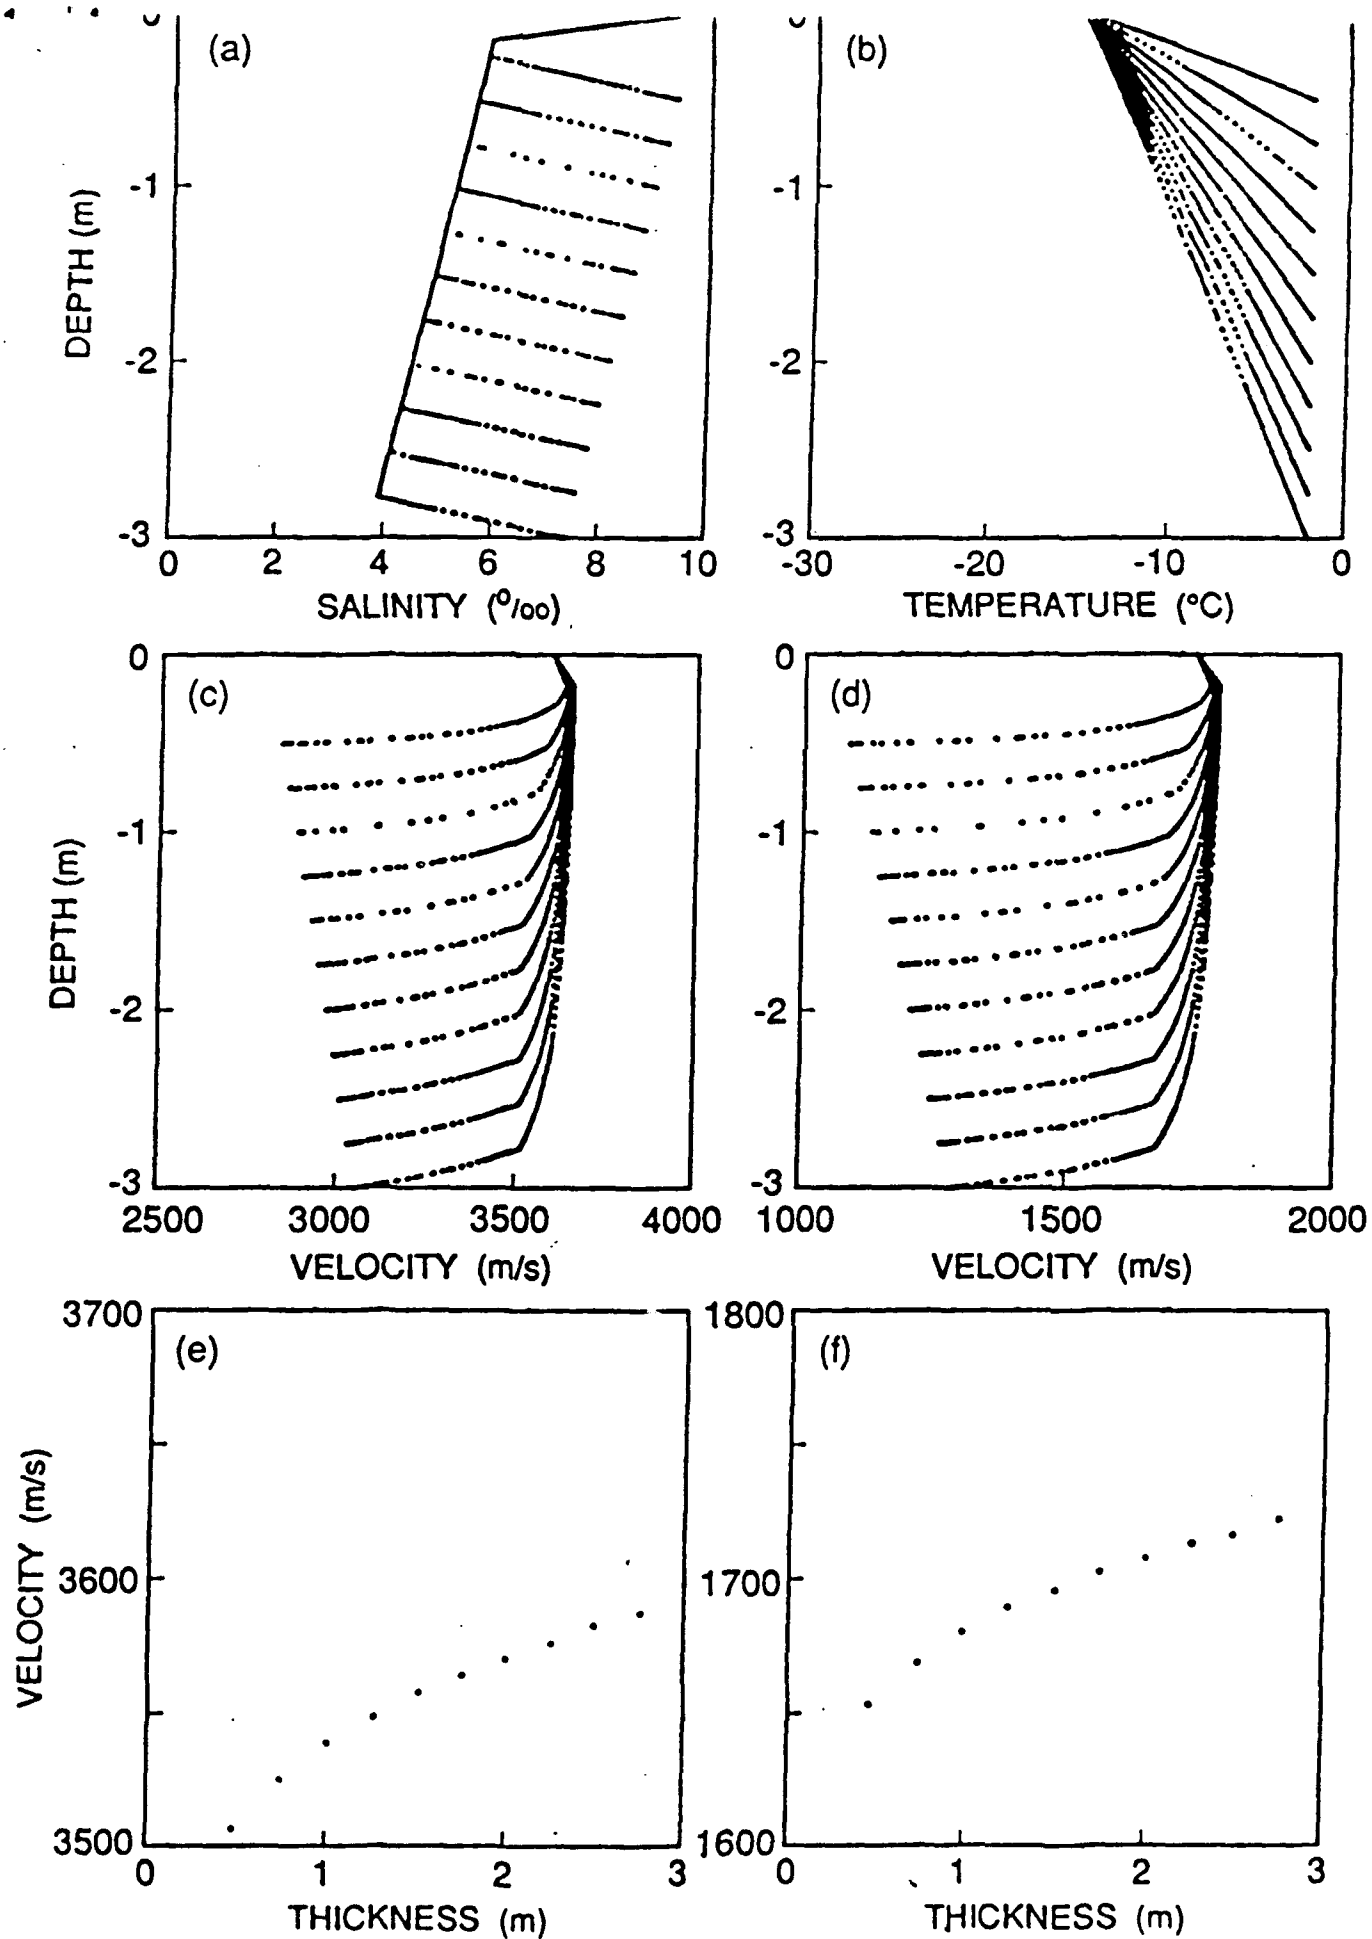 0 (a) 0 (b)
-1 -1
DEPTH (m)
-2 -2
-3 -3
0 2 4 6 8 10 -30 -20 -10 0
SALINITY (⁰/oo) TEMPERATURE (°C)
0 0
(c) (d)
-1 -1
DEPTH (m)
-2 -2
-3 -3
2500 3000 3500 4000 1000 1500 2000
VELOCITY (m/s) VELOCITY (m/s)
3700 1800
(e) (f)
VELOCITY (m/s)
3600 1700
3500 1600
0 1 2 3 0 1 2 3
THICKNESS (m) THICKNESS (m)